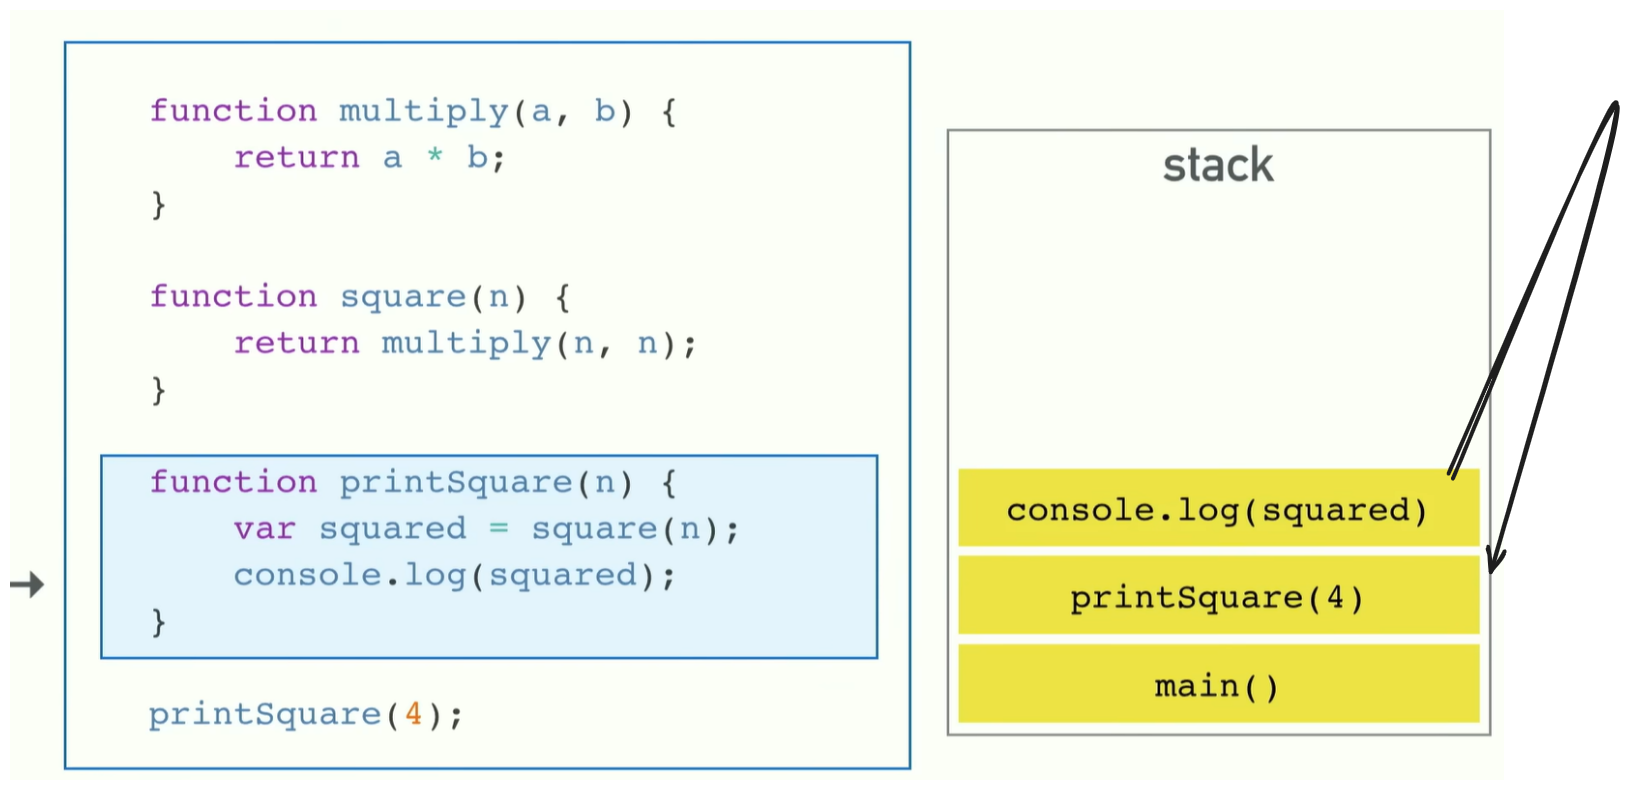 function multiply(a, b) {
    return a * b;
}
function square(n) {
    return multiply(n, n);
}
function printSquare(n) {
    var squared = square(n);
    console.log(squared);
}
printSquare(4);
stack
console.log(squared)
printSquare(4)
main()